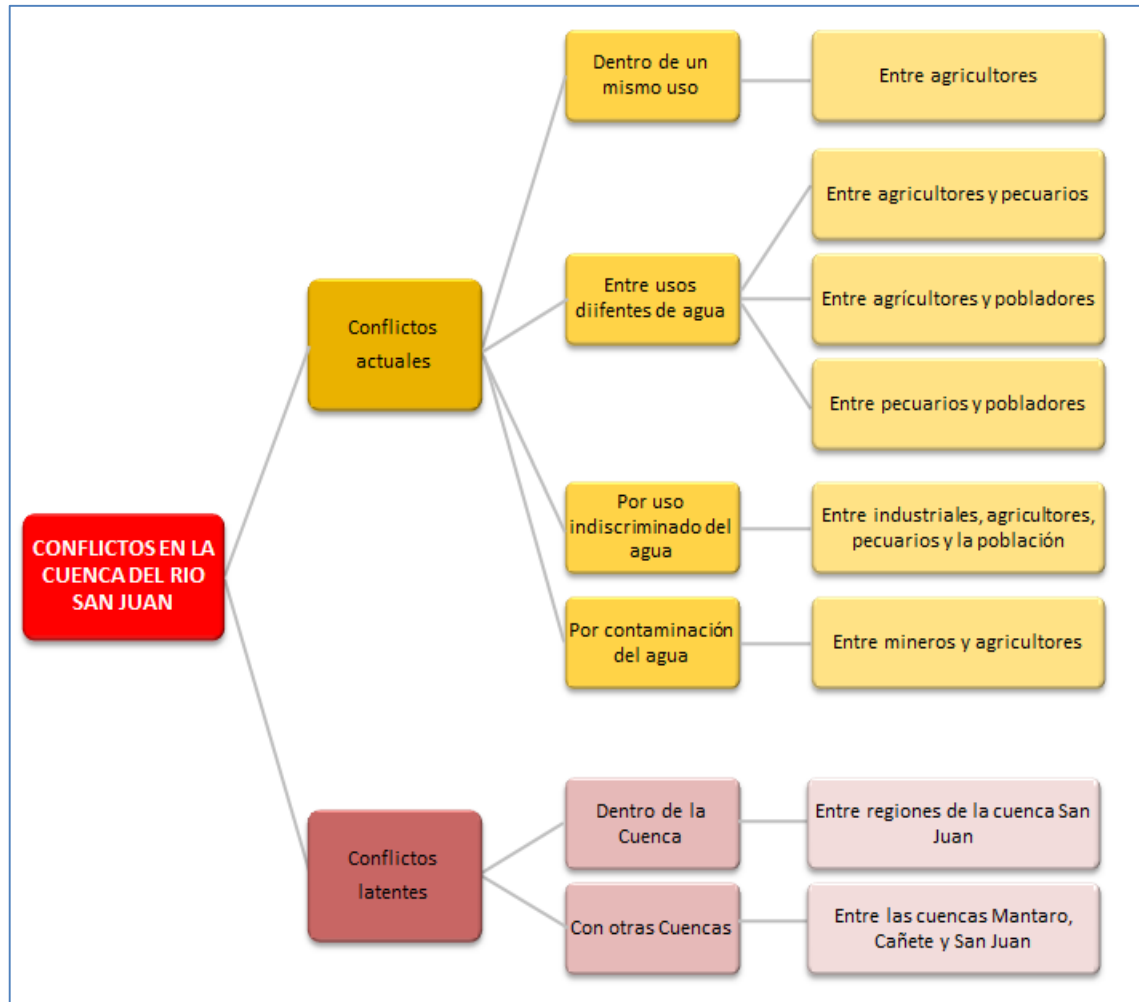 Dentro de un
mismo uso
Entre agricultores
Entre agricultores y pecuarios
Entre usos
diifentes de agua
Entre agrícultores y pobladores
Conflictos
actuales
Entre pecuarios y pobladores
Por uso
indiscriminado del
agua
Entre industriales, agricultores,
pecuarios y la población
CONFLICTOS EN LA
CUENCA DEL RIO
SAN JUAN
Por contaminación
del agua
Entre mineros y agricultores
Dentro de la
Cuenca
Entre regiones de la cuenca San
Juan
Conflictos
latentes
Con otras Cuencas
Entre las cuencas Mantaro,
Cañete y San Juan